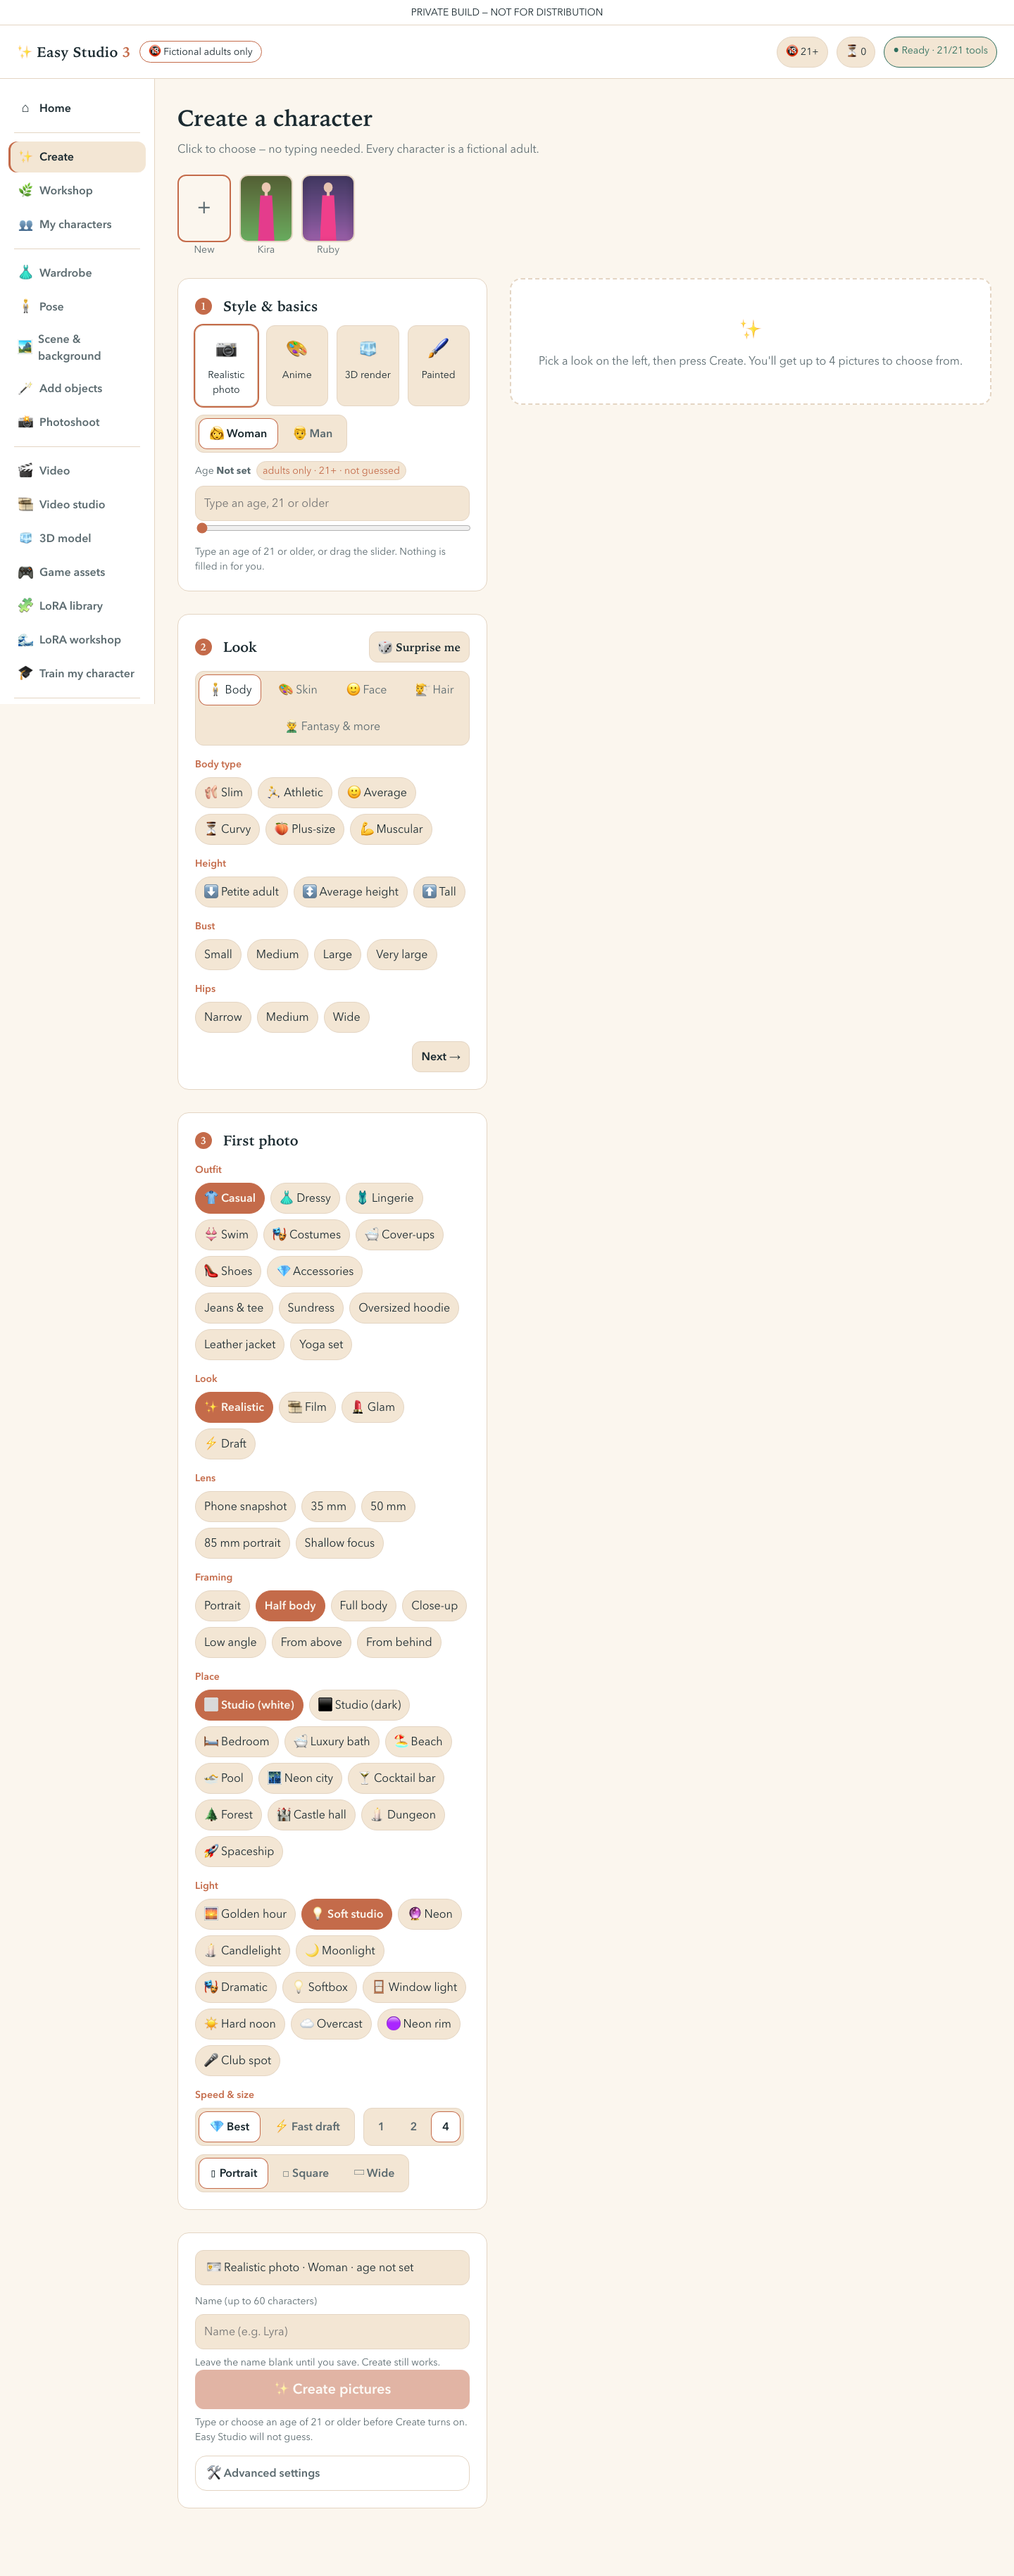 PRIVATE BUILD — NOT FOR DISTRIBUTION
Easy Studio 3
Fictional adults only
21+
0
Ready · 21/21 tools
Home
Create
Workshop
My characters
Wardrobe
Pose
Scene &
background
Add objects
Photoshoot
Video
Video studio
3D model
Game assets
LoRA library
LoRA workshop
Train my character
Create a character
Click to choose — no typing needed. Every character is a fictional adult.
New
Kira
Ruby
1 Style & basics
Realistic
photo
Anime
3D render
Painted
Woman
Man
Age Not set adults only · 21+ · not guessed
Type an age, 21 or older
Type an age of 21 or older, or drag the slider. Nothing is
filled in for you.
Pick a look on the left, then press Create. You'll get up to 4 pictures to choose from.
2 Look
Surprise me
Body
Skin
Face
Hair
Fantasy & more
Body type
Slim
Athletic
Average
Curvy
Plus-size
Muscular
Height
Petite adult
Average height
Tall
Bust
Small
Medium
Large
Very large
Hips
Narrow
Medium
Wide
Next →
3 First photo
Outfit
Casual
Dressy
Lingerie
Swim
Costumes
Cover-ups
Shoes
Accessories
Jeans & tee
Sundress
Oversized hoodie
Leather jacket
Yoga set
Look
Realistic
Film
Glam
Draft
Lens
Phone snapshot
35 mm
50 mm
85 mm portrait
Shallow focus
Framing
Portrait
Half body
Full body
Close-up
Low angle
From above
From behind
Place
Studio (white)
Studio (dark)
Bedroom
Luxury bath
Beach
Pool
Neon city
Cocktail bar
Forest
Castle hall
Dungeon
Spaceship
Light
Golden hour
Soft studio
Neon
Candlelight
Moonlight
Dramatic
Softbox
Window light
Hard noon
Overcast
Neon rim
Club spot
Speed & size
Best
Fast draft
1
2
4
Portrait
Square
Wide
Realistic photo · Woman · age not set
Name (up to 60 characters)
Name (e.g. Lyra)
Leave the name blank until you save. Create still works.
Create pictures
Type or choose an age of 21 or older before Create turns on.
Easy Studio will not guess.
Advanced settings